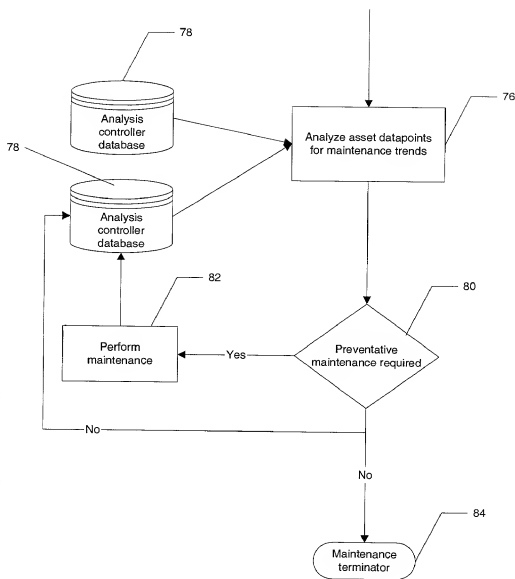 78
Analysis
controller
database
76
Analyze asset datapoints
for maintenance trends
78
Analysis
controller
database
82
Perform
maintenance
Yes
80
Preventative
maintenance required
No
No
84
Maintenance
terminator